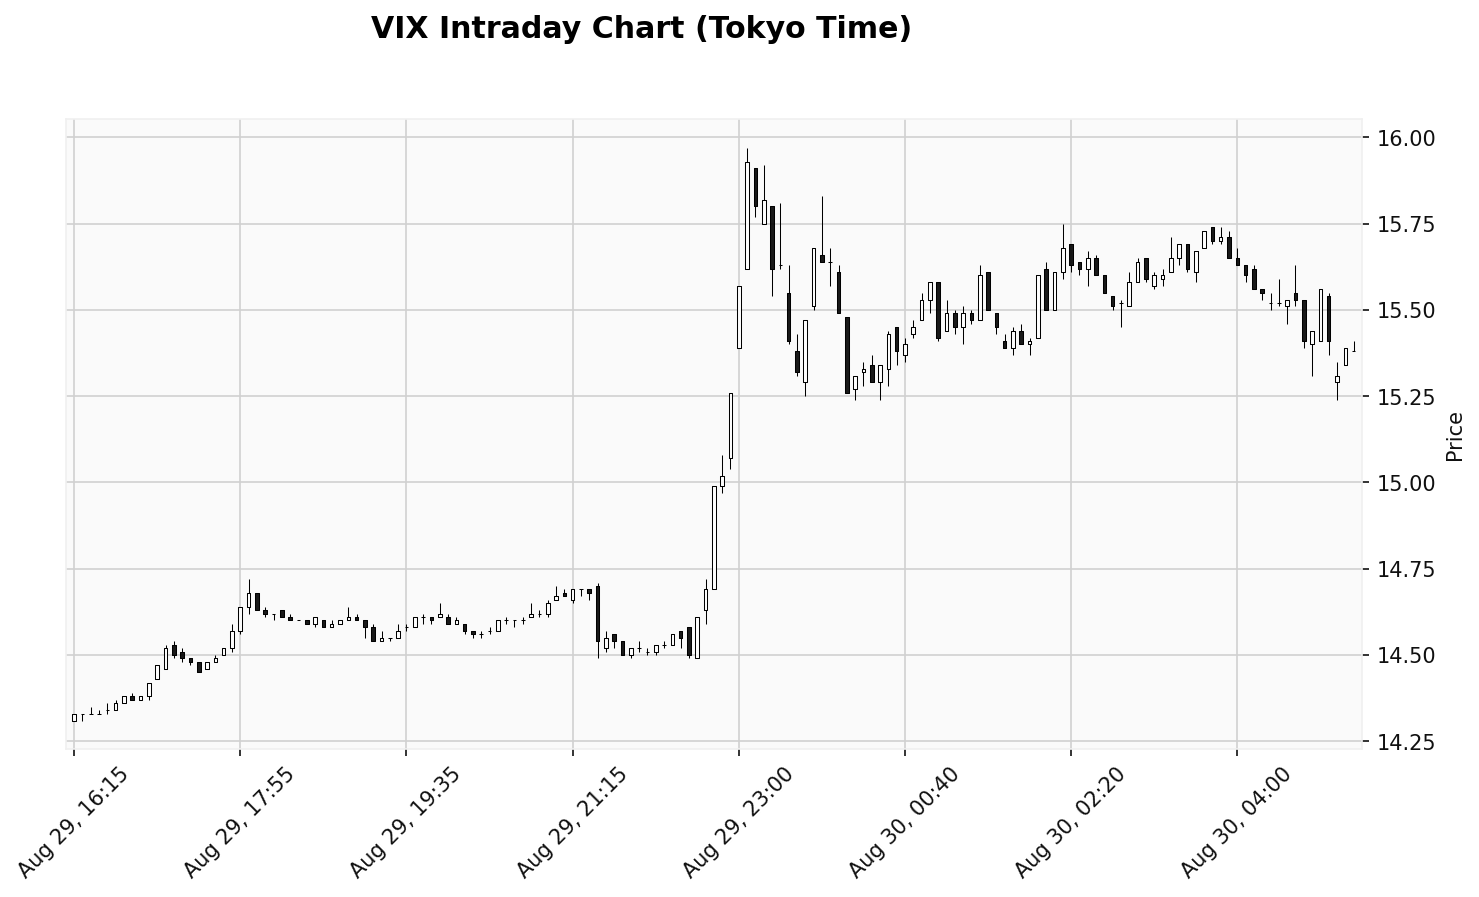 VIX Intraday Chart (Tokyo Time)
16.00
15.75
15.50
15.25
15.00
14.75
14.50
14.25
Price
Aug 29, 16:15
Aug 29, 17:55
Aug 29, 19:35
Aug 29, 21:15
Aug 29, 23:00
Aug 30, 00:40
Aug 30, 02:20
Aug 30, 04:00